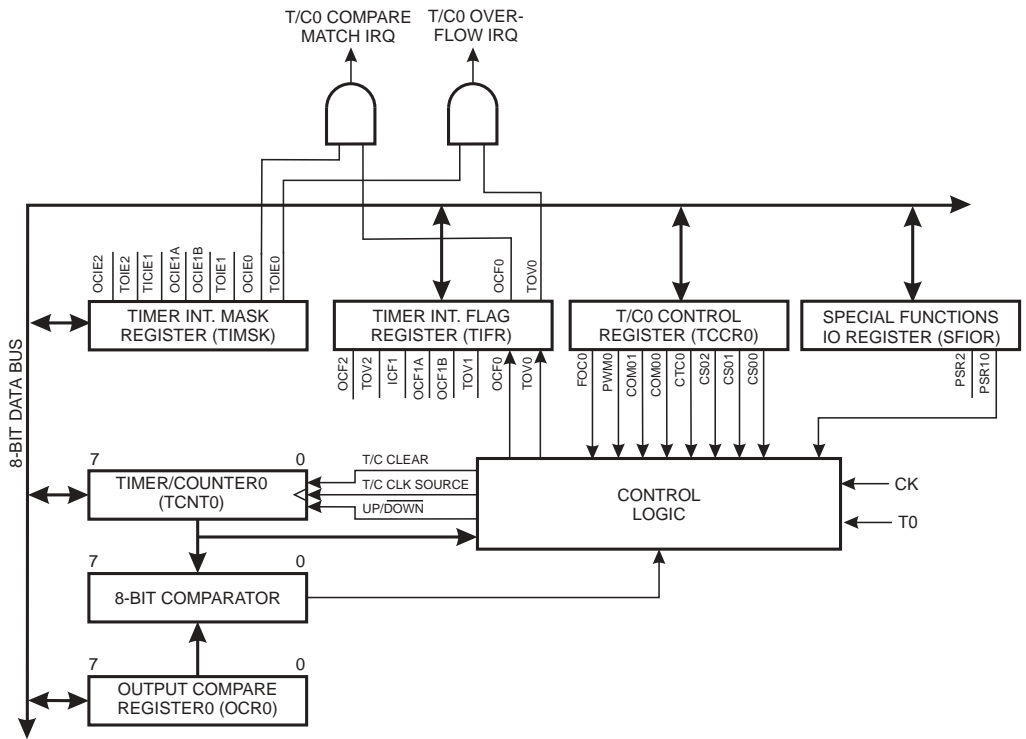 T/C0 COMPARE
MATCH IRQ
T/C0 OVER-
FLOW IRQ
8-BIT DATA BUS
OCIE2
TOIE2
TICIE1
OCIE1A
OCIE1B
TOIE1
OCIE0
TOIE0
OCF0
TOV0
TIMER INT. MASK
REGISTER (TIMSK)
TIMER INT. FLAG
REGISTER (TIFR)
T/C0 CONTROL
REGISTER (TCCR0)
SPECIAL FUNCTIONS
IO REGISTER (SFIOR)
OCF2
TOV2
ICF1
OCF1A
OCF1B
TOV1
OCF0
TOV0
FOC0
PWM0
COM01
COM00
CTC0
CS02
CS01
CS00
PSR2
PSR10
7 0
TIMER/COUNTER0
(TCNT0)
T/C CLEAR
T/C CLK SOURCE
UP/DOWN
CONTROL
LOGIC
CK
T0
7 0
8-BIT COMPARATOR
7 0
OUTPUT COMPARE
REGISTER0 (OCR0)